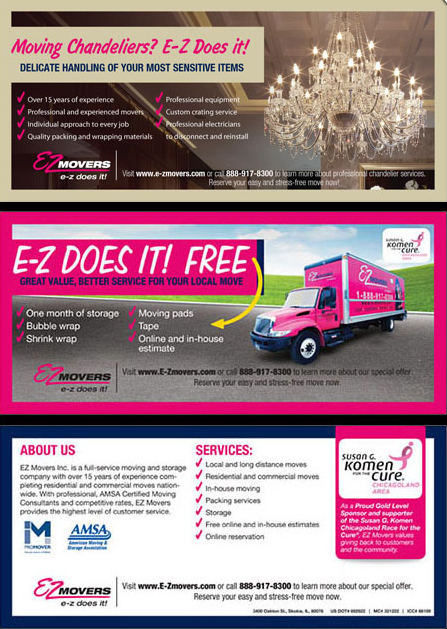 Moving Chandeliers? E-Z Does it!
DELICATE HANDLING OF YOUR MOST SENSITIVE ITEMS
Over 15 years of experience
Professional and experienced movers
Individual approach to every job
Quality packing and wrapping materials
Professional equipment
Custom crating service
Professional electricians
to disconnect and reinstall
EZ MOVERS
e-z does it!
Visit www.e-zmovers.com or call 888-917-8300 to learn more about professional chandelier services.
Reserve your easy and stress-free move now!
E-Z DOES IT! FREE
GREAT VALUE, BETTER SERVICE FOR YOUR LOCAL MOVE
SUSAN G.
Komen
FOR THE
cure.
One month of storage
Bubble wrap
Shrink wrap
Moving pads
Tape
Online and in-house
estimate
EZ
1-888-917-
EZ MOVERS
e-z does it!
Visit www.E-Zmovers.com or call 888-917-8300 to learn more about our special offer.
Reserve your easy and stress-free move now.
ABOUT US
EZ Movers Inc. is a full-service moving and storage
company with over 15 years of experience com-
pleting residential and commercial moves nation-
wide. With professional, AMSA Certified Moving
Consultants and competitive rates, EZ Movers
provides the highest level of customer service.
PROMOVER
AMSA
American Moving &
Storage Association
SERVICES:
Local and long distance moves
Residential and commercial moves
In-house moving
Packing services
Storage
Free online and in-house estimates
Online reservation
SUSAN G.
Komen
FOR THE
cure.
CHICAGOLAND
AREA
As a Proud Gold Level
Sponsor and supporter
of the Susan G. Komen
Chicagoland Race for the
Cure®, EZ Movers values
giving back to customers
and the community.
EZ MOVERS
e-z does it!
Visit www.E-Zmovers.com or call 888-917-8300 to learn more about our special offer.
Reserve your easy and stress-free move now.